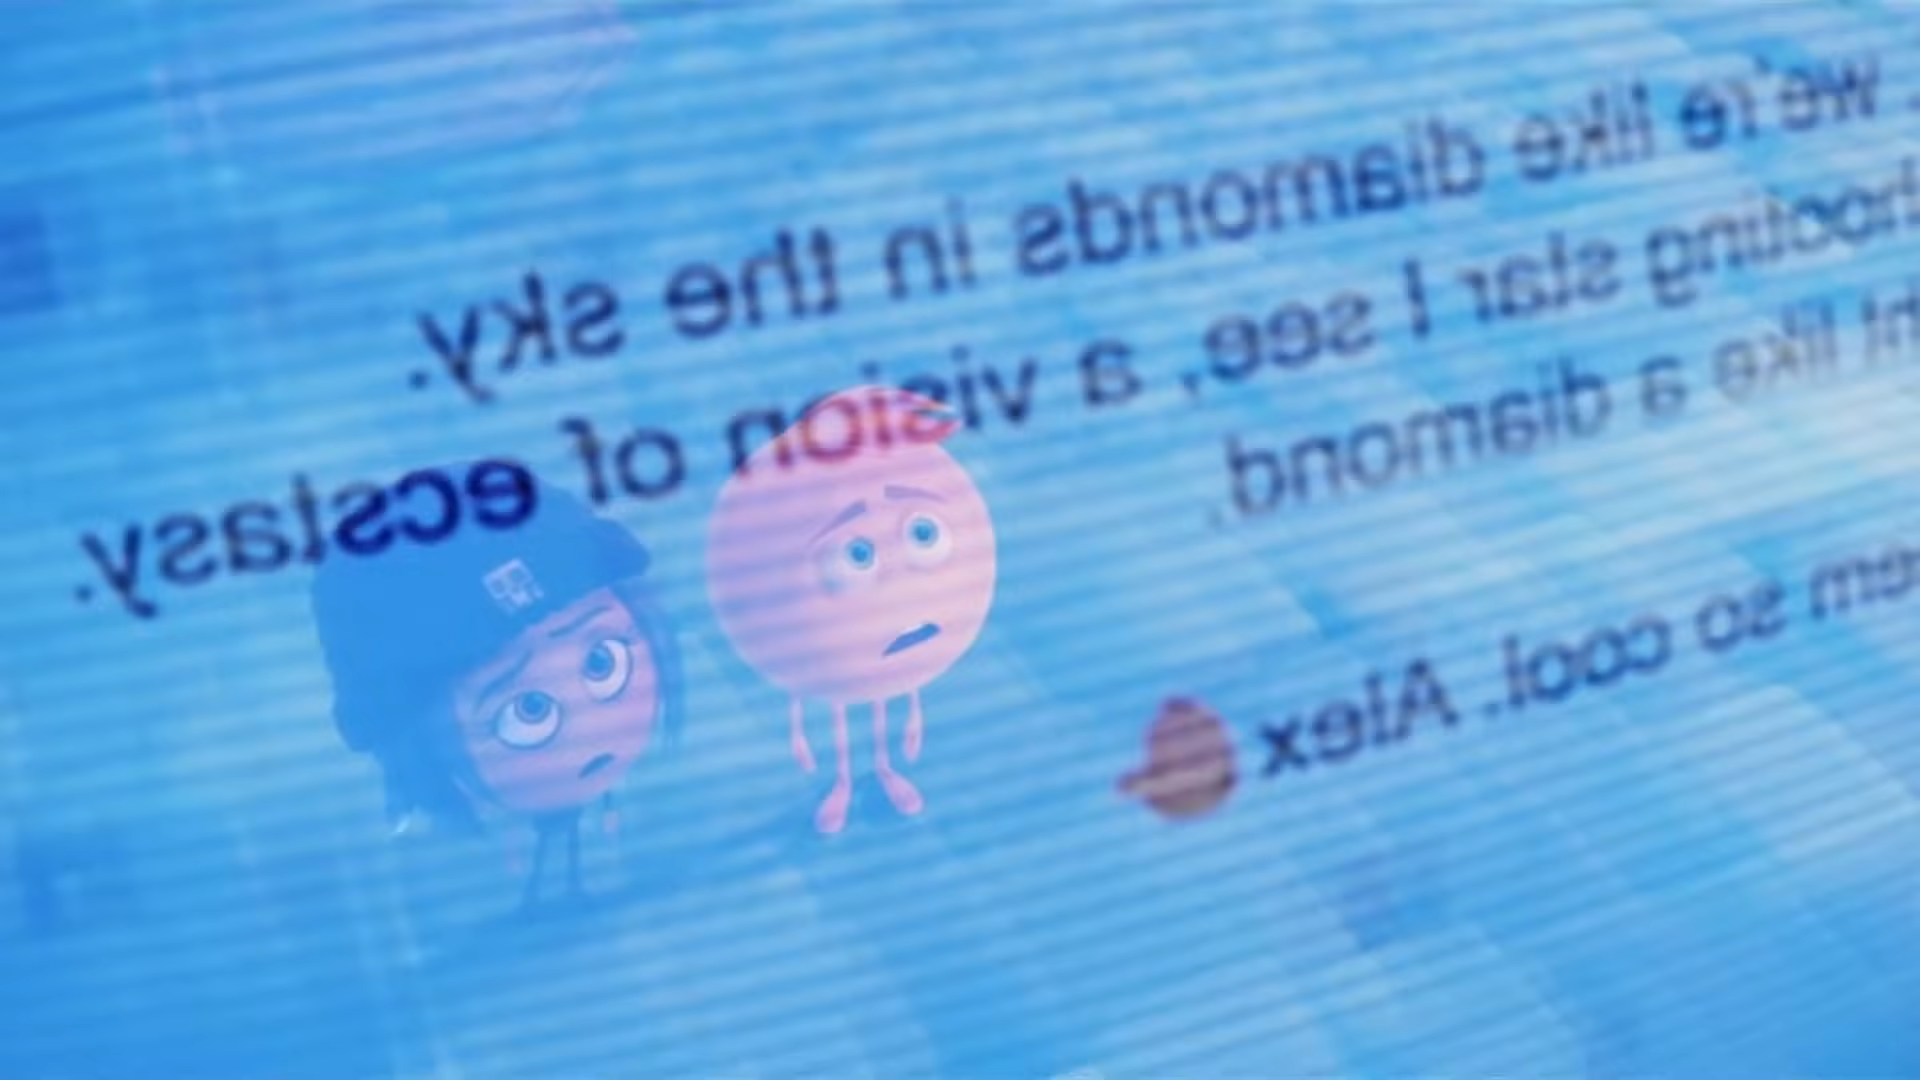 we're like diamonds in the sky.
star I see, a vision of ecstasy.
like a diamond.
so cool. Alex